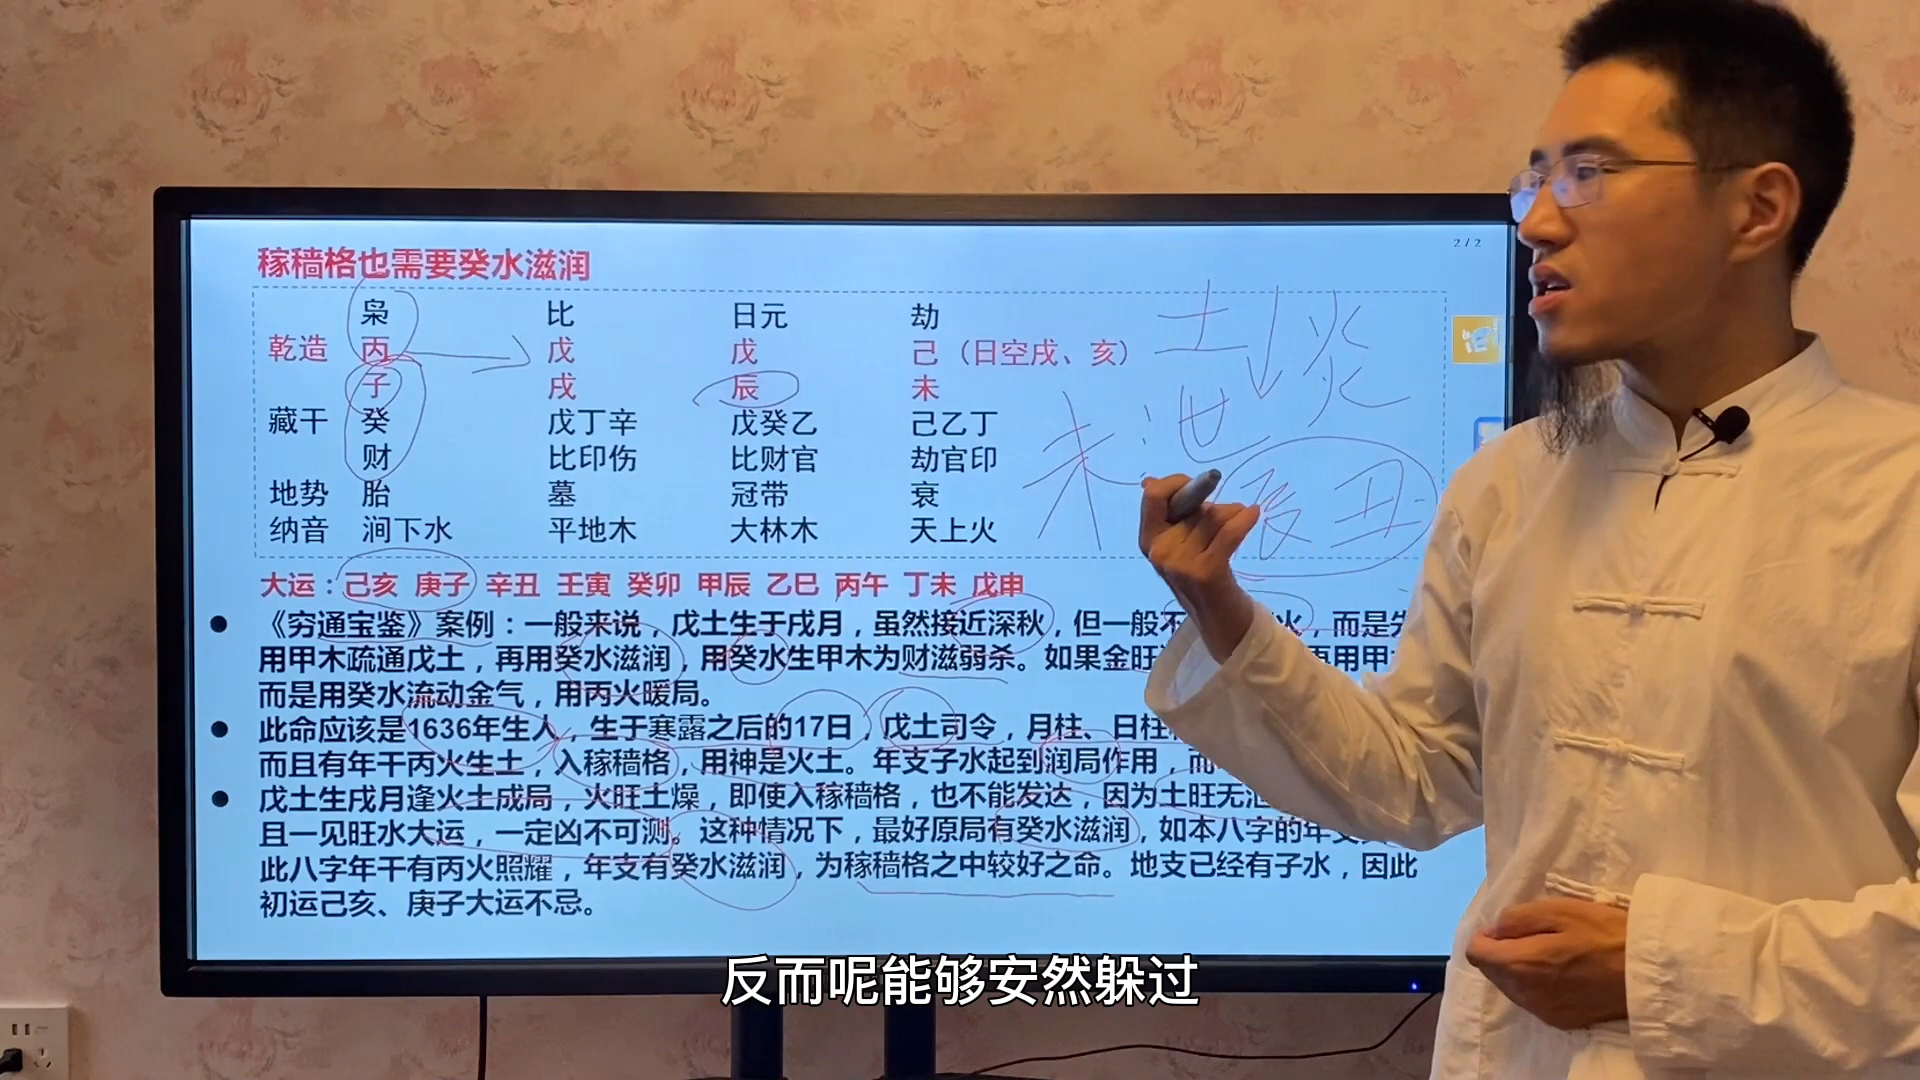 2 / 2
稼穑格也需要癸水滋润
枭 比 日元 劫
乾造 丙 戊 戊 己（日空戌、亥）
子 戌 辰 未
藏干 癸 戊丁辛 戊癸乙 己乙丁
财 比印伤 比财官 劫官印
地势 胎 墓 冠带 衰
纳音 涧下水 平地木 大林木 天上火
土 炎
未 泄
辰 丑
大运：己亥 庚子 辛丑 壬寅 癸卯 甲辰 乙巳 丙午 丁未 戊申
《穷通宝鉴》案例：一般来说，戊土生于戌月，虽然接近深秋，但一般不 火，而是先
用甲木疏通戊土，再用癸水滋润，用癸水生甲木为财滋弱杀。如果金旺 再用甲
而是用癸水流动金气，用丙火暖局。
此命应该是1636年生人，生于寒露之后的17日，戊土司令，月柱、日柱
而且有年干丙火生土，入稼穑格，用神是火土。年支子水起到润局作用，而
戊土生戌月逢火土成局，火旺土燥，即使入稼穑格，也不能发达，因为土旺无泄
且一见旺水大运，一定凶不可测。这种情况下，最好原局有癸水滋润，如本八字的年支
此八字年干有丙火照耀，年支有癸水滋润，为稼穑格之中较好之命。地支已经有子水，因此
初运己亥、庚子大运不忌。
反而呢能够安然躲过